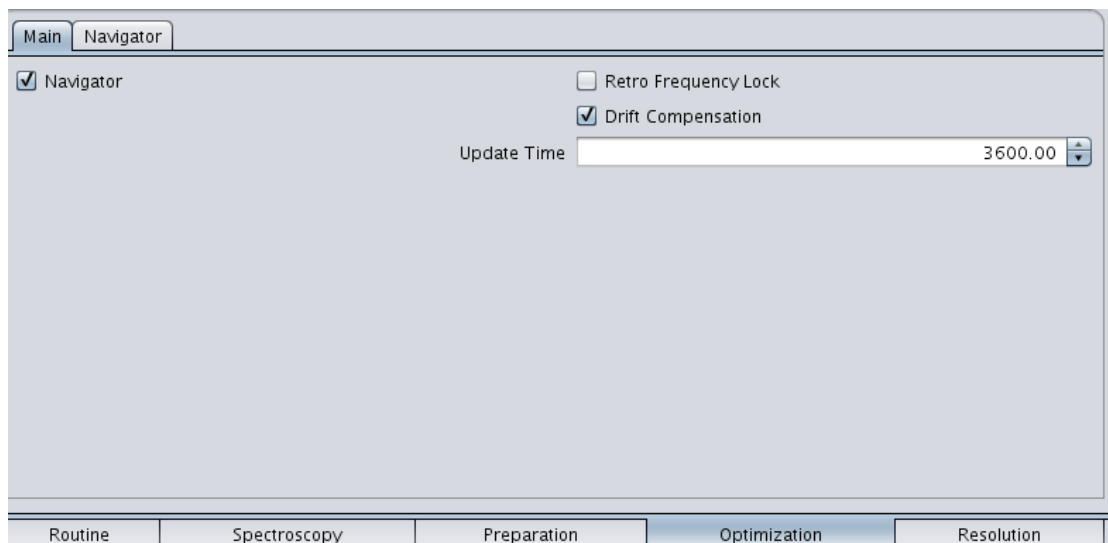 Main Navigator
Navigator
Retro Frequency Lock
Drift Compensation
Update Time 3600.00
Routine Spectroscopy Preparation Optimization Resolution